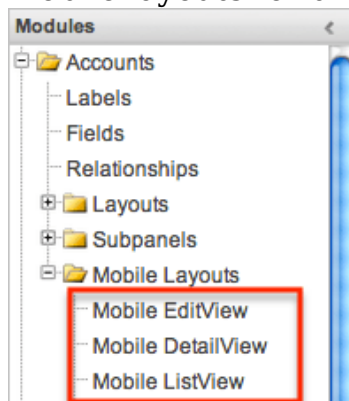 Modules
Accounts
Labels
Fields
Relationships
Layouts
Subpanels
Mobile Layouts
Mobile EditView
Mobile DetailView
Mobile ListView